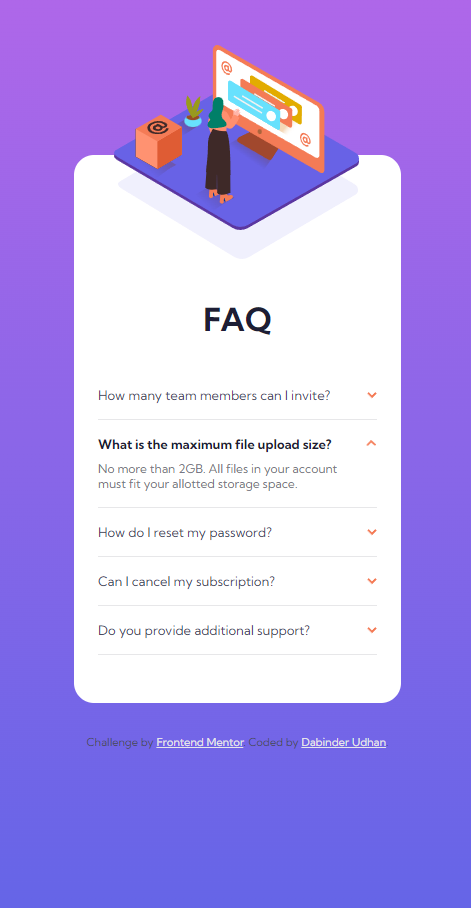 @
@
@
FAQ
How many team members can I invite?
What is the maximum file upload size?
No more than 2GB. All files in your account
must fit your allotted storage space.
How do I reset my password?
Can I cancel my subscription?
Do you provide additional support?
Challenge by Frontend Mentor. Coded by Dabinder Udhan